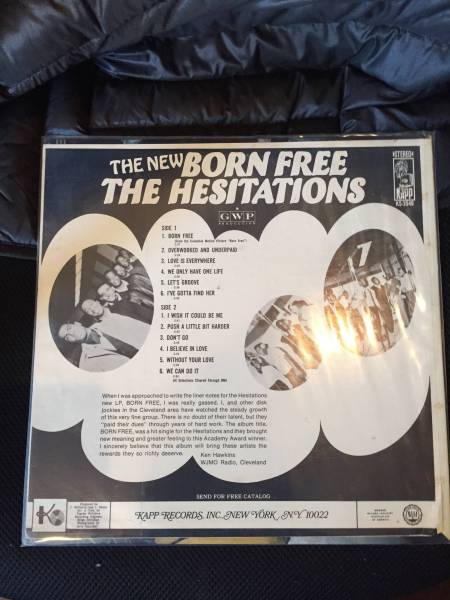 THE NEW BORN FREE
THE HESITATIONS
STEREO
KAPP
KS-3548
GWP
PRODUCTION
SIDE 1
1. BORN FREE
2. OVERWORKED AND UNDERPAID
3. LOVE IS EVERYWHERE
4. WE ONLY HAVE ONE LIFE
5. LET'S GROOVE
6. I'VE GOTTA FIND HER
SIDE 2
1. I WISH IT COULD BE ME
2. PUSH A LITTLE BIT HARDER
3. DON'T GO
4. I BELIEVE IN LOVE
5. WITHOUT YOUR LOVE
6. WE CAN DO IT
All Selections Cleared Through BMI
When I was approached to write the liner notes for the Hesitations
new LP, BORN FREE, I was really gassed. I, and other disk
jockies in the Cleveland area have watched the steady growth
of this very fine group. There is no doubt of their talent, but they
"paid their dues" through years of hard work. The album title,
BORN FREE, was a hit single for the Hesitations and they brought
new meaning and greater feeling to this Academy Award winner.
I sincerely believe that this album will bring these artists the
rewards they so richly deserve.
Ken Hawkins
WJMO Radio, Cleveland
SEND FOR FREE CATALOG
KAPP RECORDS, INC., NEW YORK, N.Y. 10022